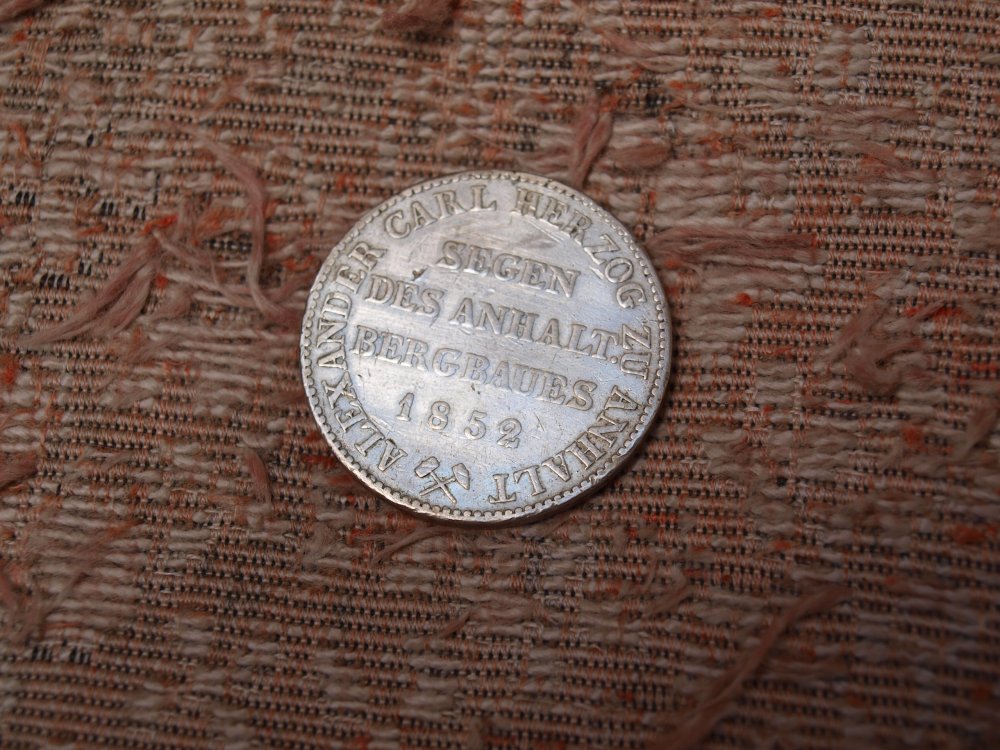 ALEXANDER CARL HERZOG ZU ANHALT
SEGEN
DES ANHALT.
BERGBAUES
1852